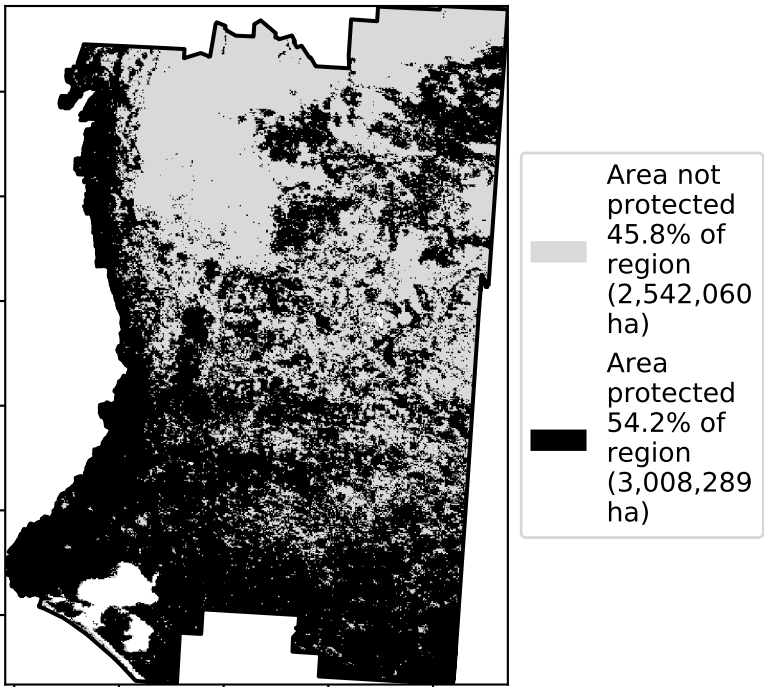 Area not
protected
45.8% of
region
(2,542,060
ha)
Area
protected
54.2% of
region
(3,008,289
ha)